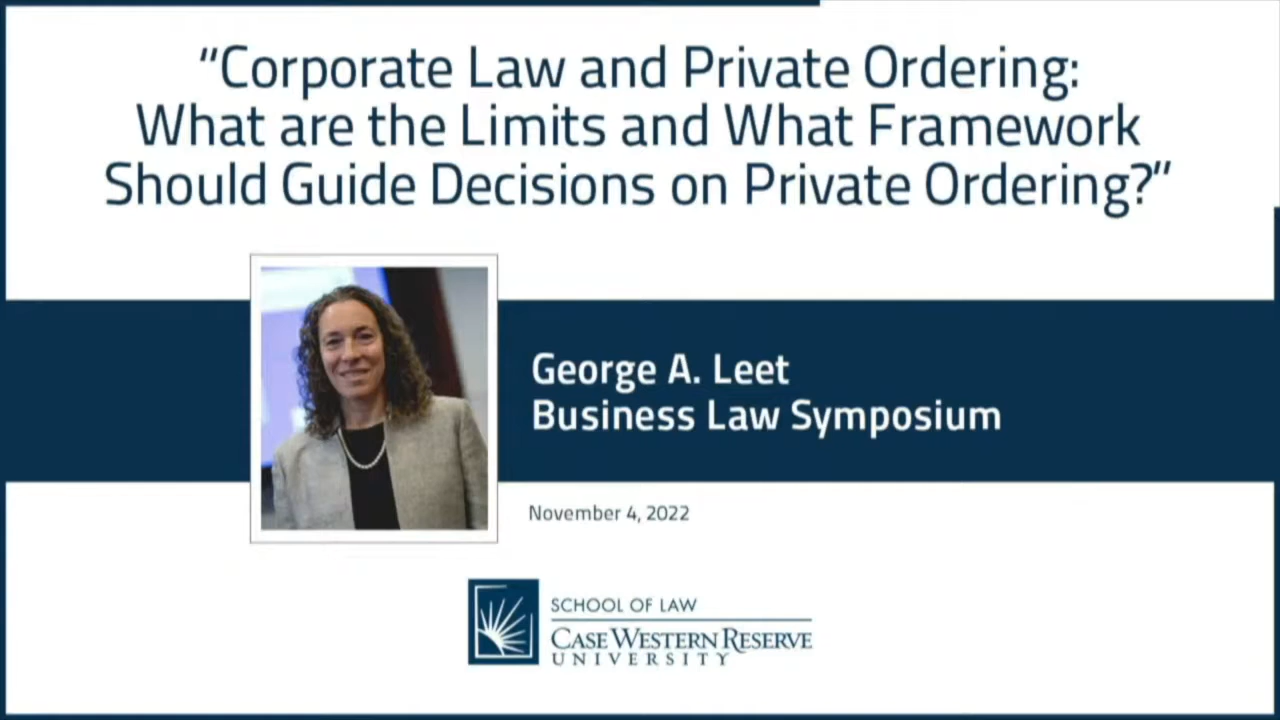 “Corporate Law and Private Ordering:
What are the Limits and What Framework
Should Guide Decisions on Private Ordering?”
George A. Leet
Business Law Symposium
November 4, 2022
SCHOOL OF LAW
CASE WESTERN RESERVE
UNIVERSITY